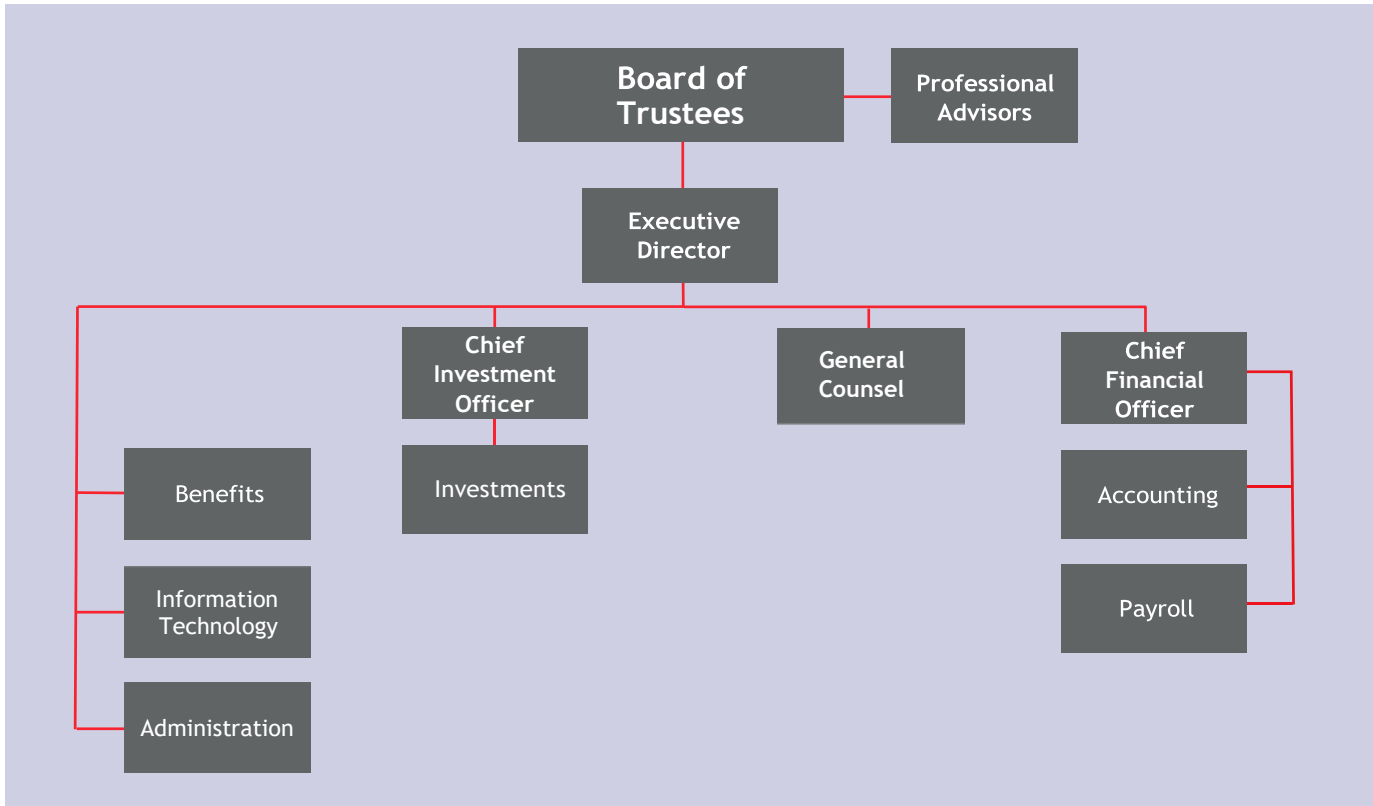 Board of
Trustees
Professional
Advisors
Executive
Director
Chief
Investment
Officer
General
Counsel
Chief
Financial
Officer
Benefits
Investments
Accounting
Information
Technology
Payroll
Administration